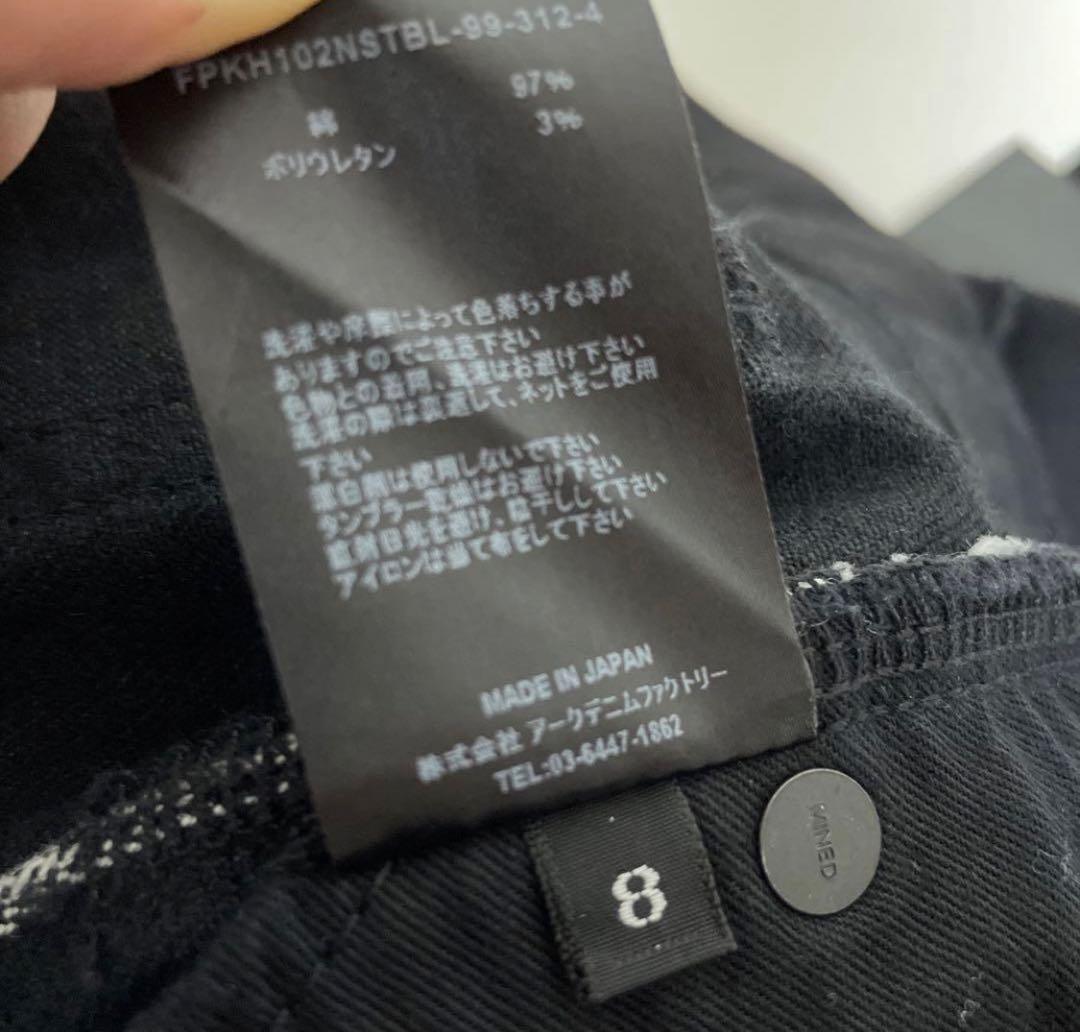 FPKH102NSTBL-99-312-4
綿 97%
ポリウレタン 3%
洗濯や摩擦によって色落ちする事が
ありますのでご注意下さい
色物との着用、洗濯はお避け下さい
洗濯の際は裏返して、ネットをご使用
下さい
蛍白剤は使用しないで下さい
タンブラー乾燥はお避け下さい
直射日光を避け、陰干しして下さい
アイロンは当て布をして下さい
MADE IN JAPAN
株式会社 アークデニムファクトリー
TEL:03-6447-1862
8
MINED